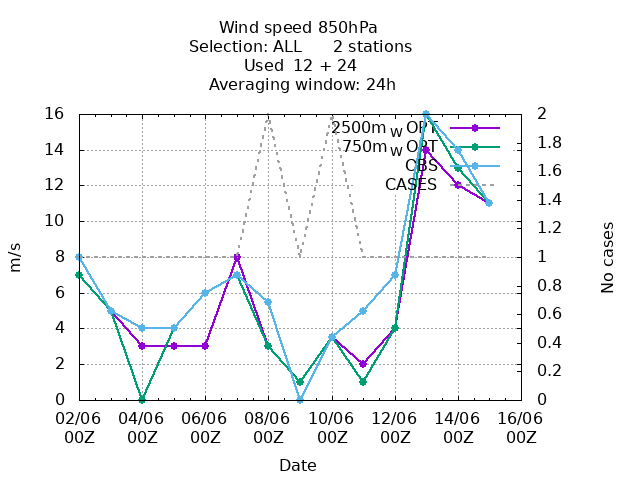 Wind speed 850hPa
Selection: ALL 2 stations
Used 12 + 24
Averaging window: 24h
m/s
No cases
16
14
12
10
8
6
4
2
0
2
1.8
1.6
1.4
1.2
1
0.8
0.6
0.4
0.2
0
2500m W OPT
750m W OPT
OBS
CASES
02/06 04/06 06/06 08/06 10/06 12/06 14/06 16/06
00Z 00Z 00Z 00Z 00Z 00Z 00Z 00Z
Date